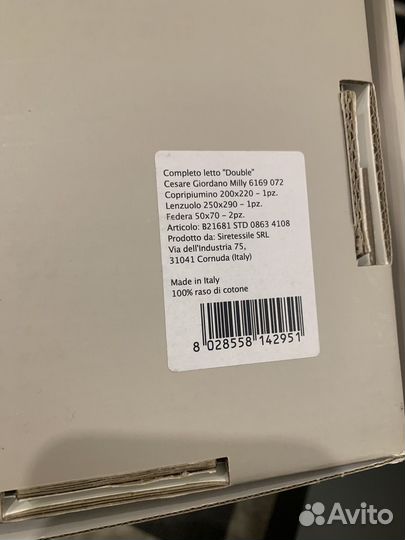 Completo letto "Double"
Cesare Giordano Milly 6169 072
Copripiumino 200x220 – 1pz.
Lenzuolo 250x290 – 1pz.
Federa 50x70 – 2pz.
Articolo: B21681 STD 0863 4108
Prodotto da: Siretessile SRL
Via dell'Industria 75,
31041 Cornuda (Italy)
Made in Italy
100% raso di cotone
8 028558 142951
Avito